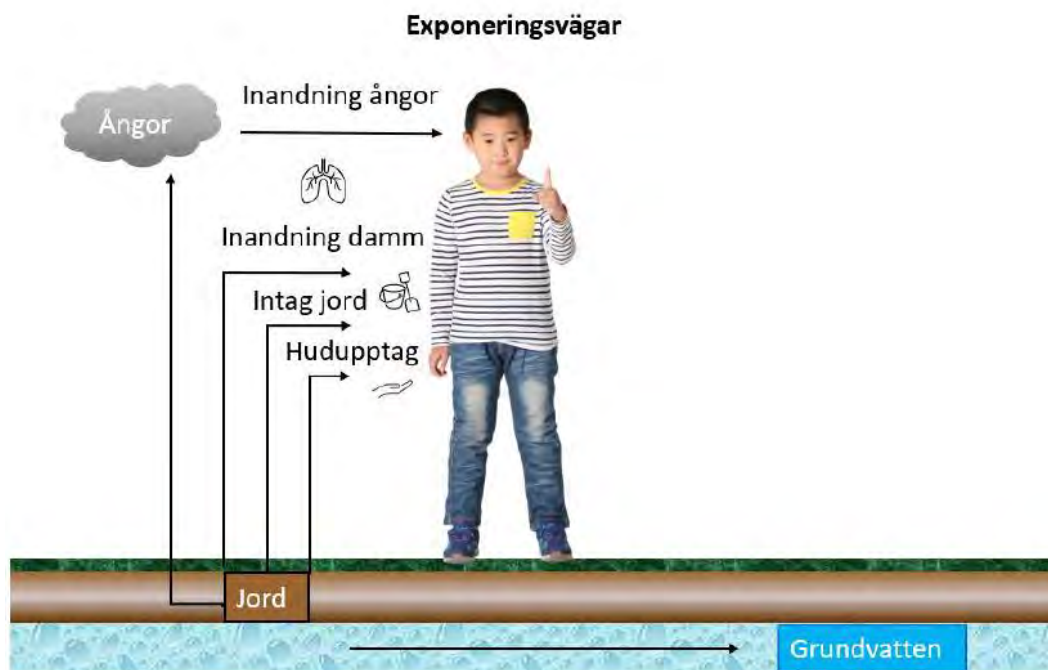 Exponeringsvägar
Inandning ångor
Ångor
Inandning damm
Intag jord
Hudupptag
Jord
Grundvatten